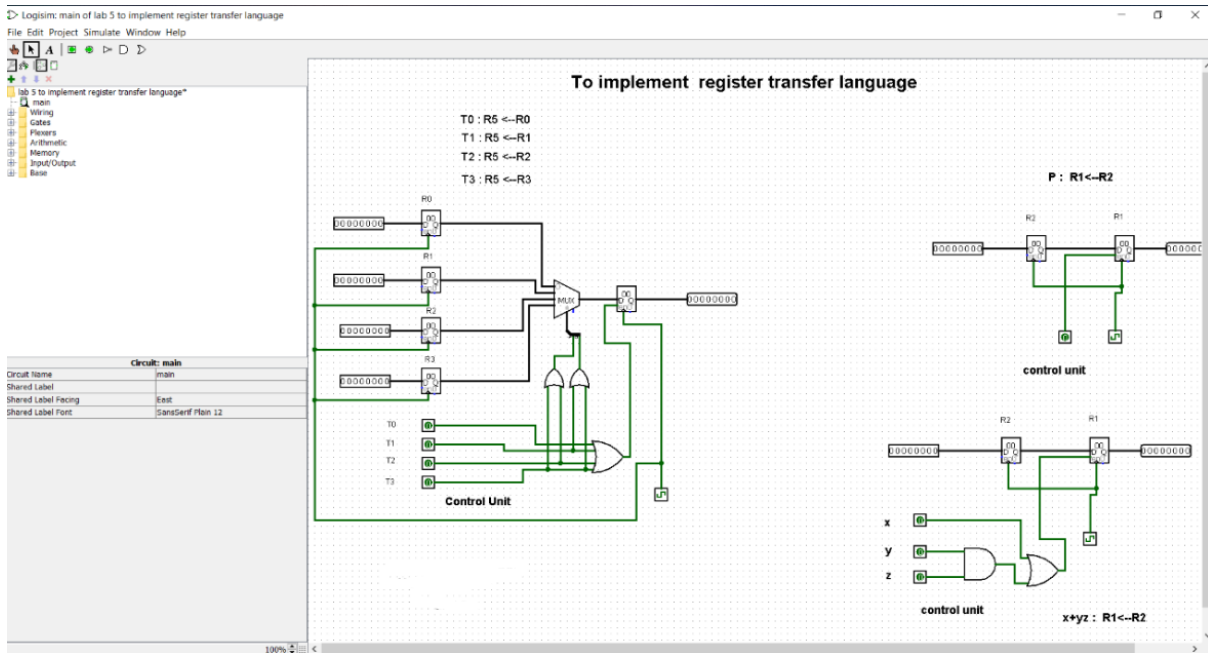 Logisim: main of lab 5 to implement register transfer language
File Edit Project Simulate Window Help
lab 5 to implement register transfer language*
main
Wiring
Gates
Plexers
Arithmetic
Memory
Input/Output
Base
Circuit: main
Circuit Name main
Shared Label
Shared Label Facing East
Shared Label Font SansSerif Plain 12
100%
To implement register transfer language
T0 : R5 <--R0
T1 : R5 <--R1
T2 : R5 <--R2
T3 : R5 <--R3
R0
00000000
R1
00000000
R2
00000000
R3
00000000
MUX
00000000
T0
T1
T2
T3
Control Unit
P : R1<--R2
R2 R1
00000000
control unit
R2 R1
00000000 00000000
x
y
z
control unit
x+yz : R1<--R2